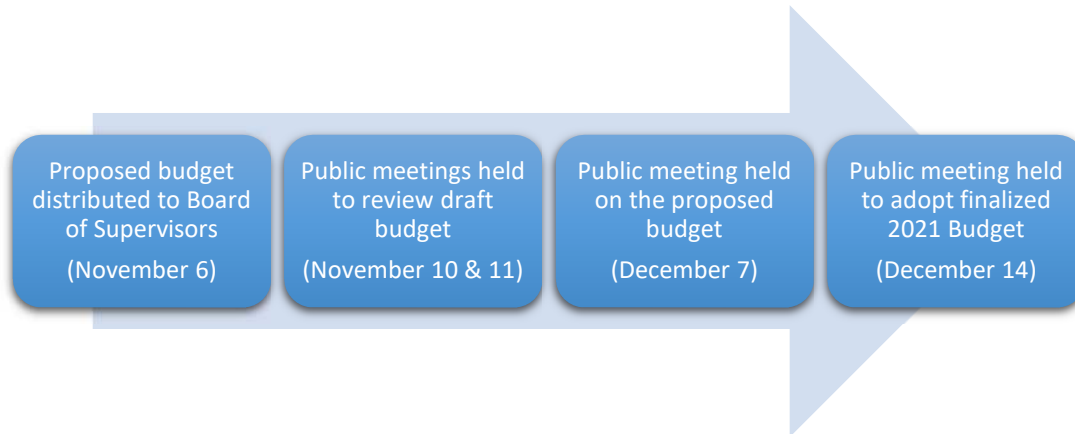 Proposed budget
distributed to Board
of Supervisors
(November 6)
Public meetings held
to review draft
budget
(November 10 & 11)
Public meeting held
on the proposed
budget
(December 7)
Public meeting held
to adopt finalized
2021 Budget
(December 14)